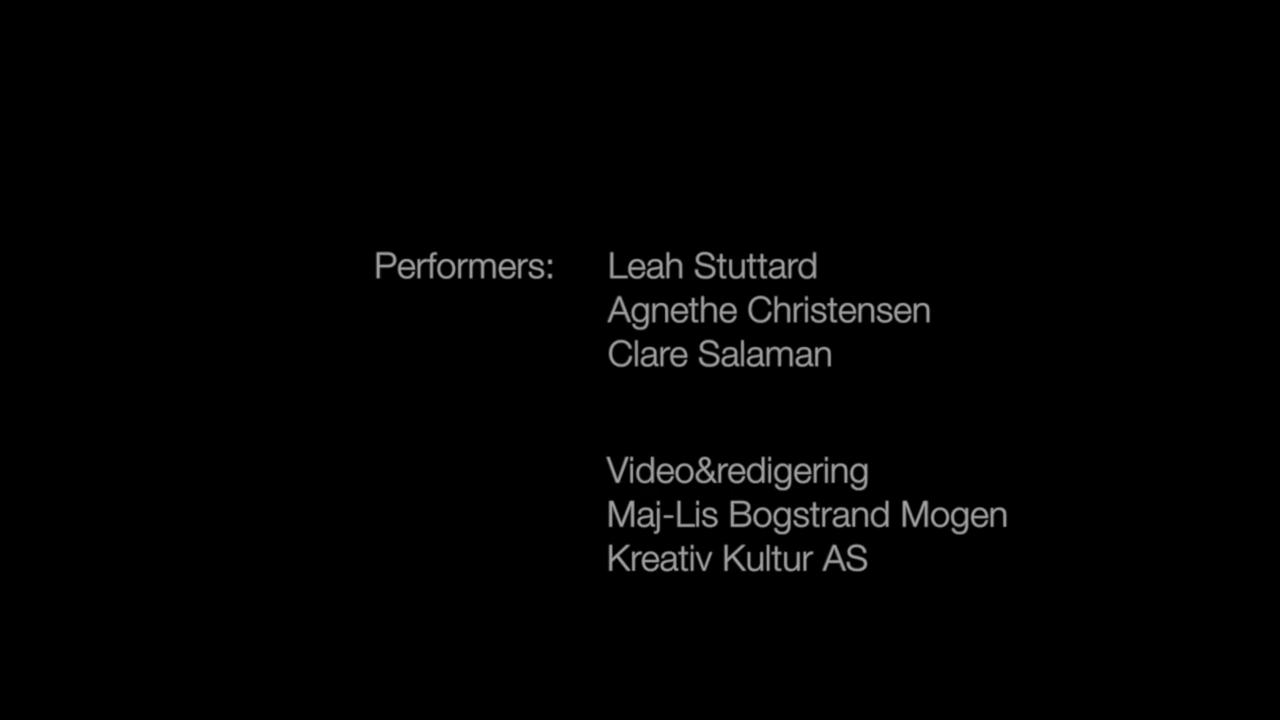 Performers: Leah Stuttard
Agnethe Christensen
Clare Salaman
Video&redigering
Maj-Lis Bogstrand Mogen
Kreativ Kultur AS